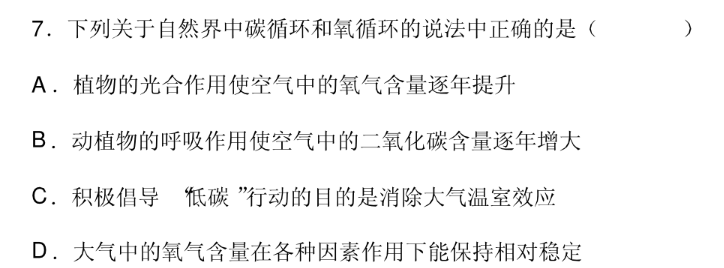 7．下列关于自然界中碳循环和氧循环的说法中正确的是（　　）
A．植物的光合作用使空气中的氧气含量逐年提升
B．动植物的呼吸作用使空气中的二氧化碳含量逐年增大
C．积极倡导 “低碳 ”行动的目的是消除大气温室效应
D．大气中的氧气含量在各种因素作用下能保持相对稳定